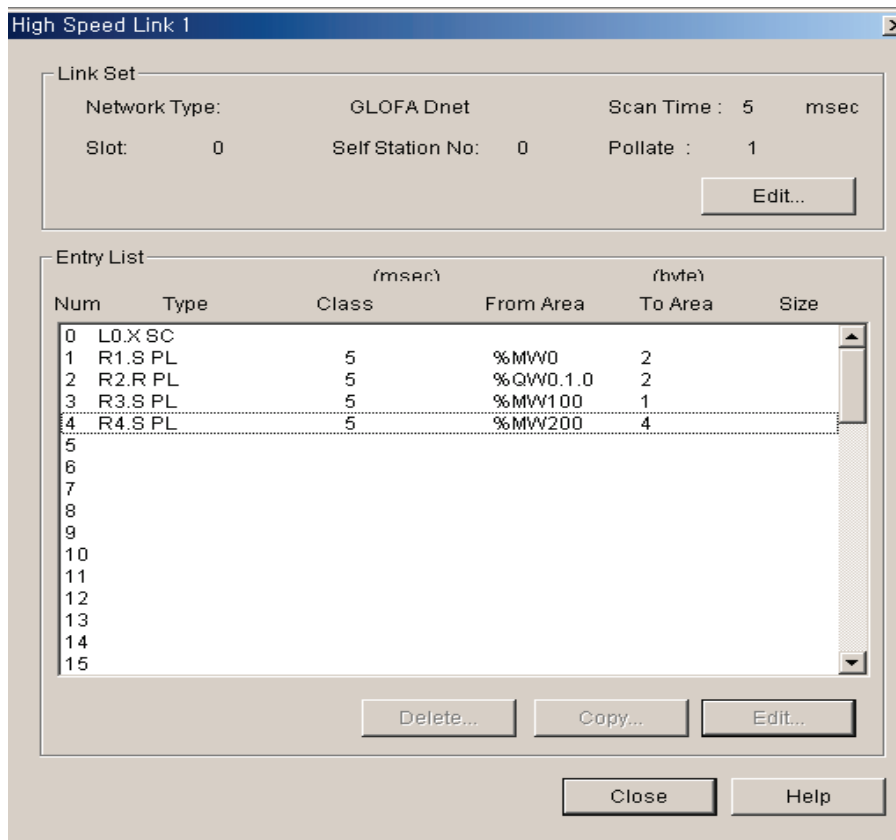 High Speed Link 1
Link Set
Network Type: GLOFA Dnet Scan Time : 5 msec
Slot: 0 Self Station No: 0 Pollate : 1
Edit...
Entry List
(msec) (byte)
Num Type Class From Area To Area Size
0 L0.X SC
1 R1.S PL 5 %MW0 2
2 R2.R PL 5 %QW0.1.0 2
3 R3.S PL 5 %MW100 1
4 R4.S PL 5 %MW200 4
5
6
7
8
9
10
11
12
13
14
15
Delete... Copy... Edit...
Close Help